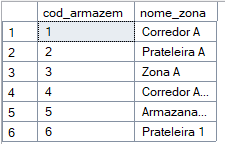 cod_armazem nome_zona
1 1 Corredor A
2 2 Prateleira A
3 3 Zona A
4 4 Corredor A...
5 5 Armazana...
6 6 Prateleira 1